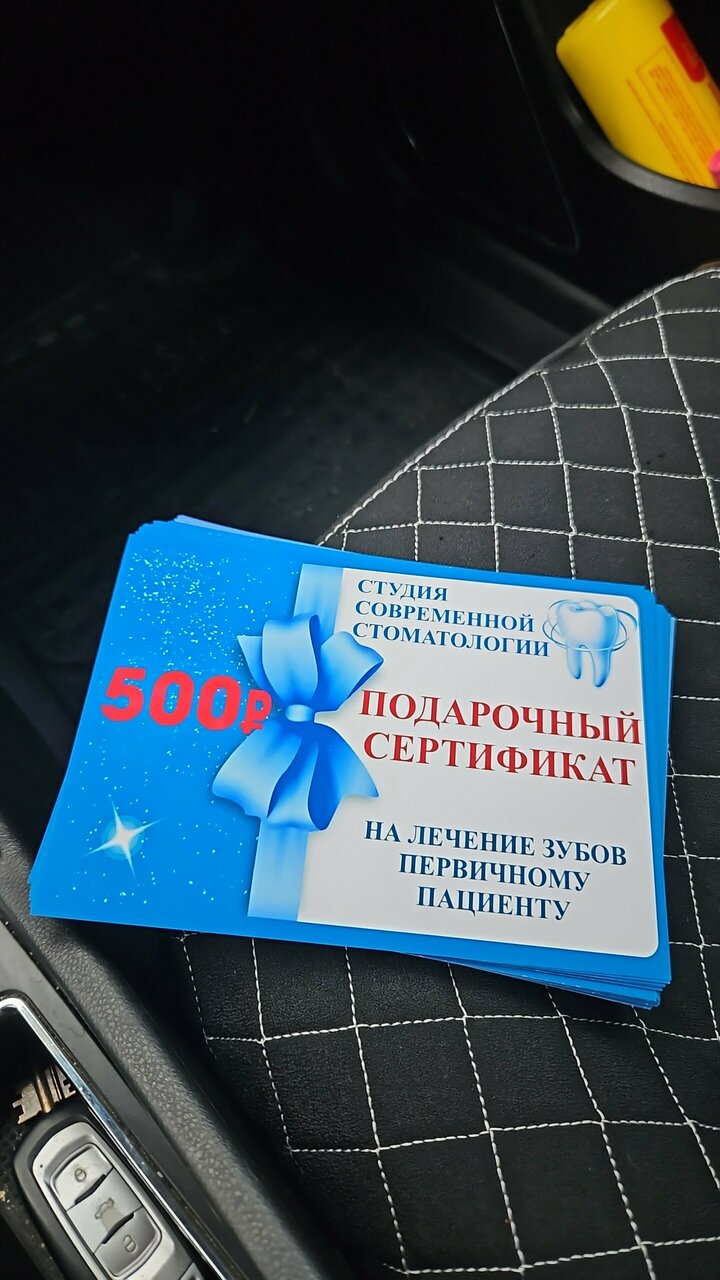 500₽
СТУДИЯ
СОВРЕМЕННОЙ
СТОМАТОЛОГИИ
ПОДАРОЧНЫЙ
СЕРТИФИКАТ
НА ЛЕЧЕНИЕ ЗУБОВ
ПЕРВИЧНОМУ
ПАЦИЕНТУ